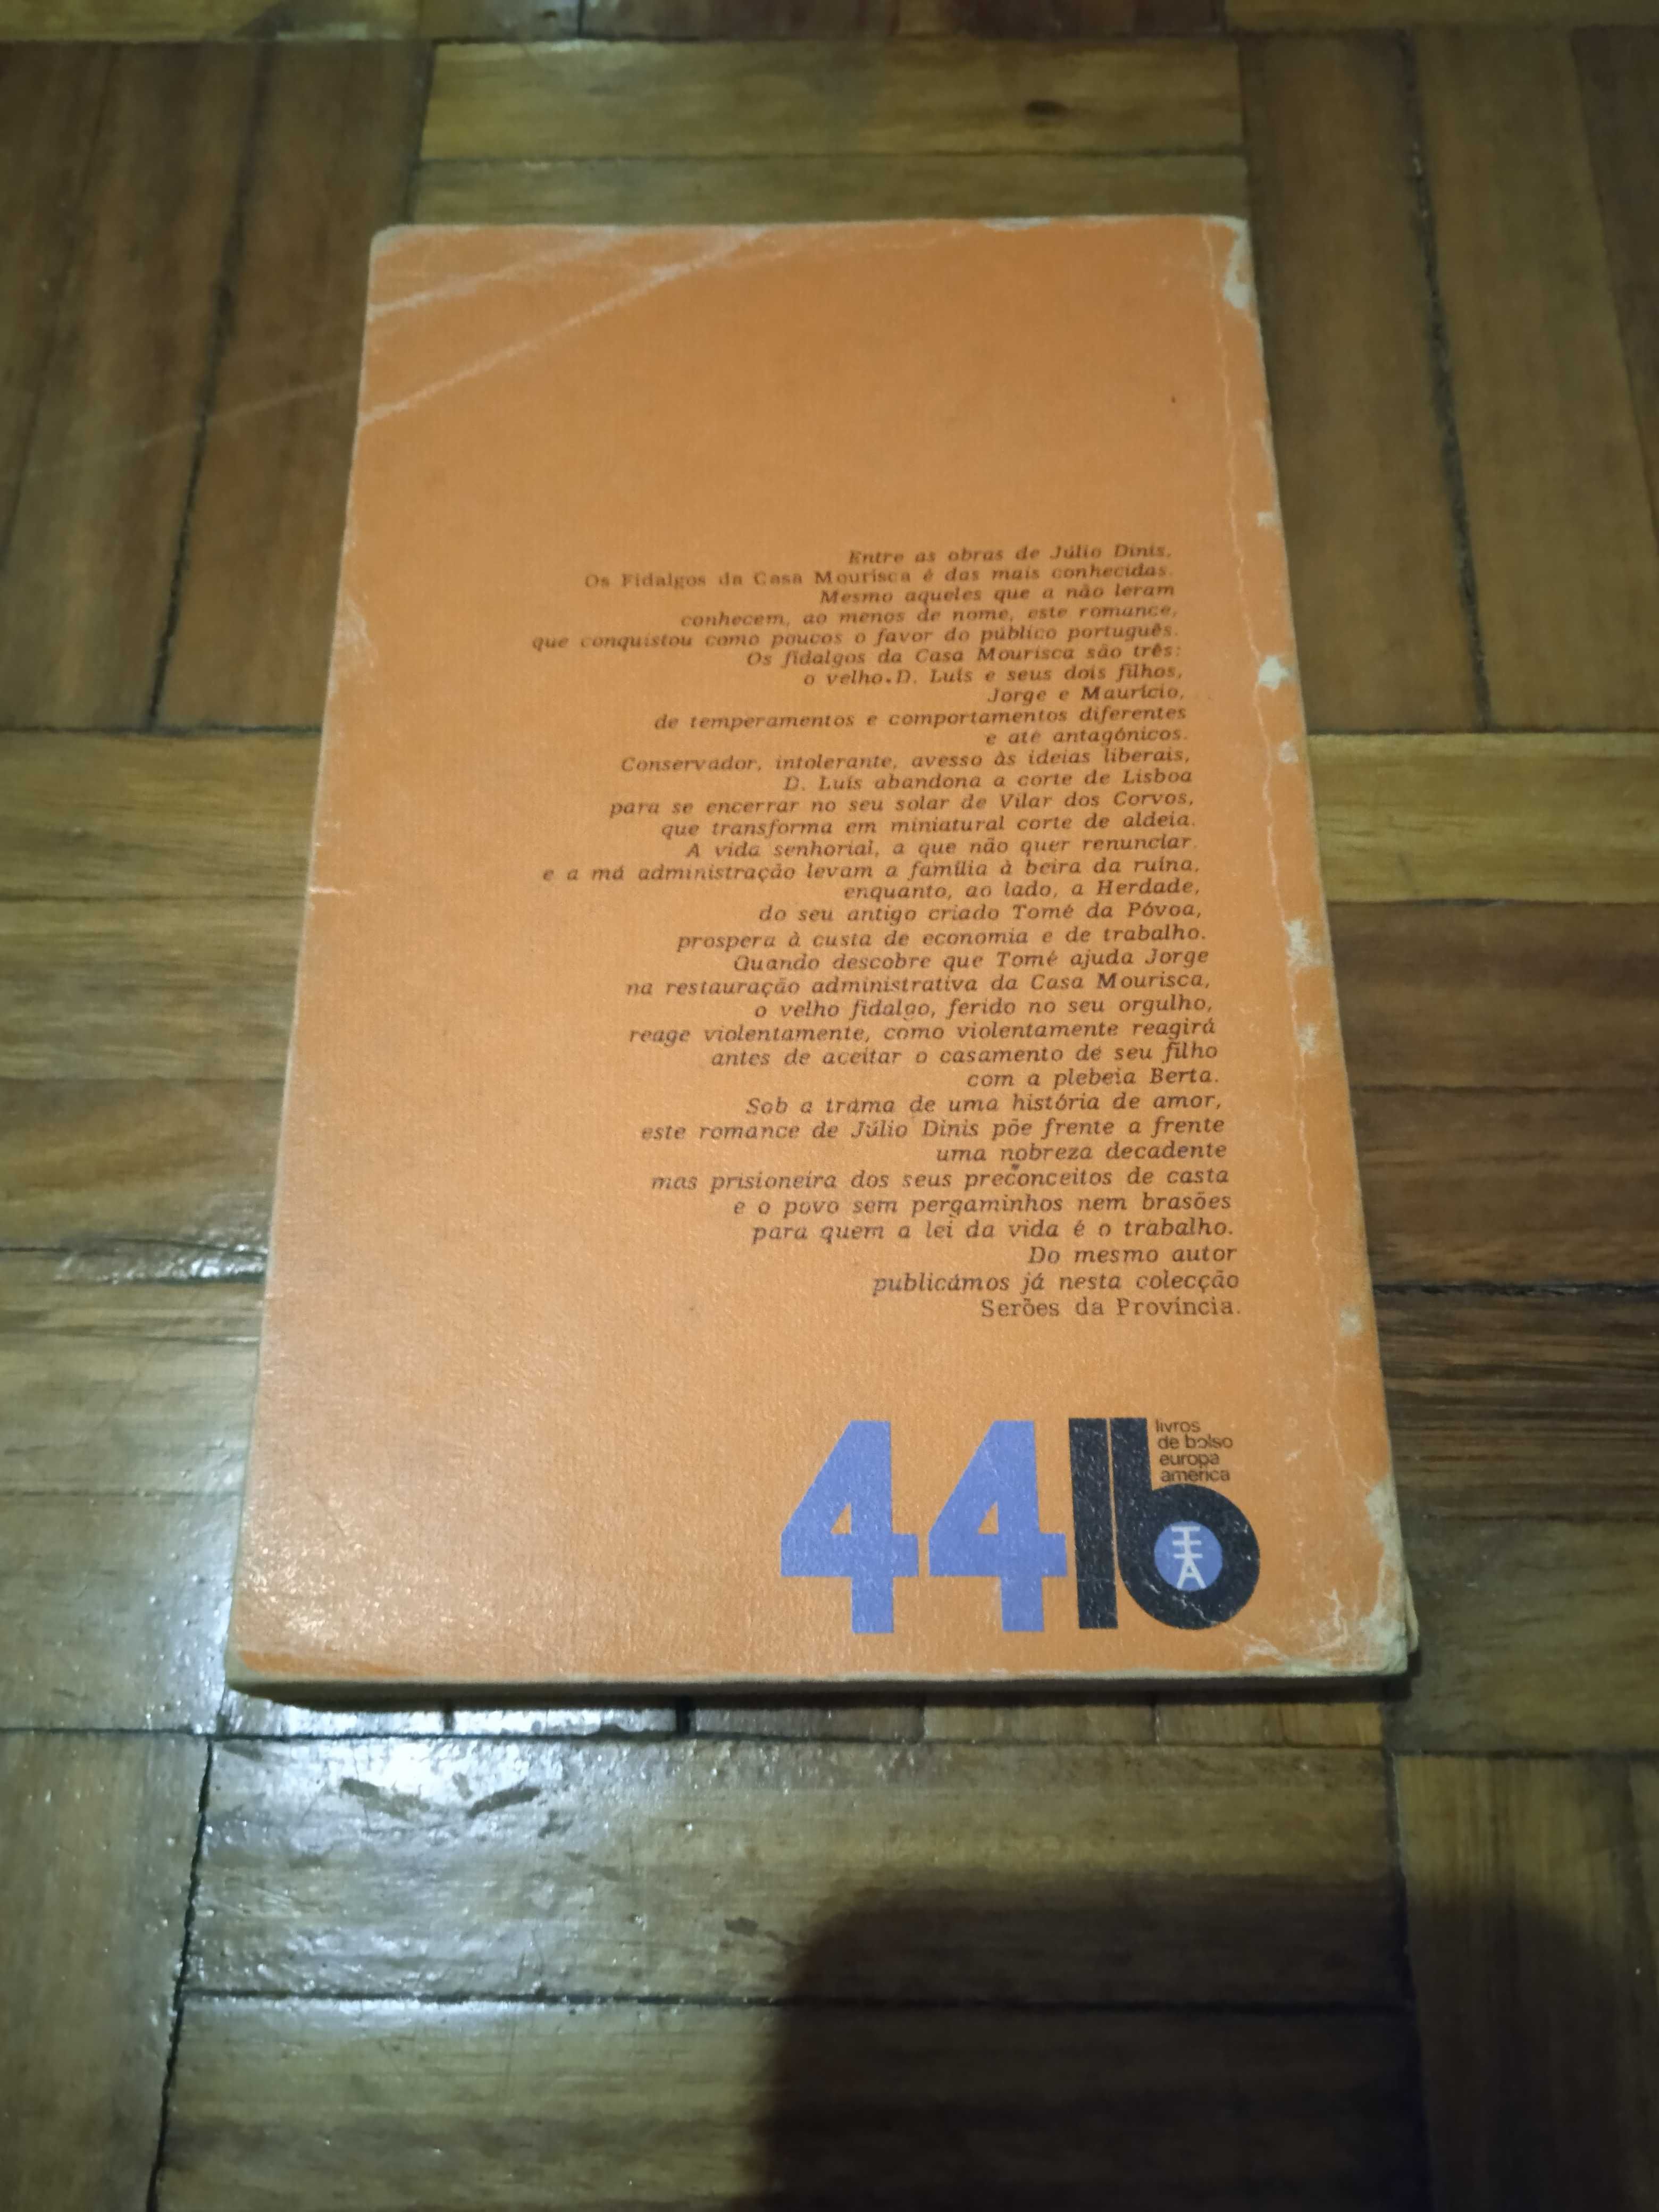 Entre as obras de Júlio Dinis,
Os Fidalgos da Casa Mourisca é das mais conhecidas.
Mesmo aqueles que a não leram
conhecem, ao menos de nome, este romance,
que conquistou como poucos o favor do público português.
Os fidalgos da Casa Mourisca são três:
o velho D. Luís e seus dois filhos,
Jorge e Maurício,
de temperamentos e comportamentos diferentes
e até antagónicos.
Conservador, intolerante, avesso às ideias liberais,
D. Luís abandona a corte de Lisboa
para se encerrar no seu solar de Vilar dos Corvos,
que transforma em miniatural corte de aldeia.
A vida senhorial, a que não quer renunciar,
e a má administração levam a família à beira da ruína,
enquanto, ao lado, a Herdade,
do seu antigo criado Tomé da Póvoa,
prospera à custa de economia e de trabalho.
Quando descobre que Tomé ajuda Jorge
na restauração administrativa da Casa Mourisca,
o velho fidalgo, ferido no seu orgulho,
reage violentamente, como violentamente reagirá
antes de aceitar o casamento de seu filho
com a plebeia Berta.
Sob a trama de uma história de amor,
este romance de Júlio Dinis põe frente a frente
uma nobreza decadente
mas prisioneira dos seus preconceitos de casta
e o povo sem pergaminhos nem brasões
para quem a lei da vida é o trabalho.
Do mesmo autor
publicámos já nesta colecção
Serões da Província.
44 lb
livros
de bolso
europa
américa
EA